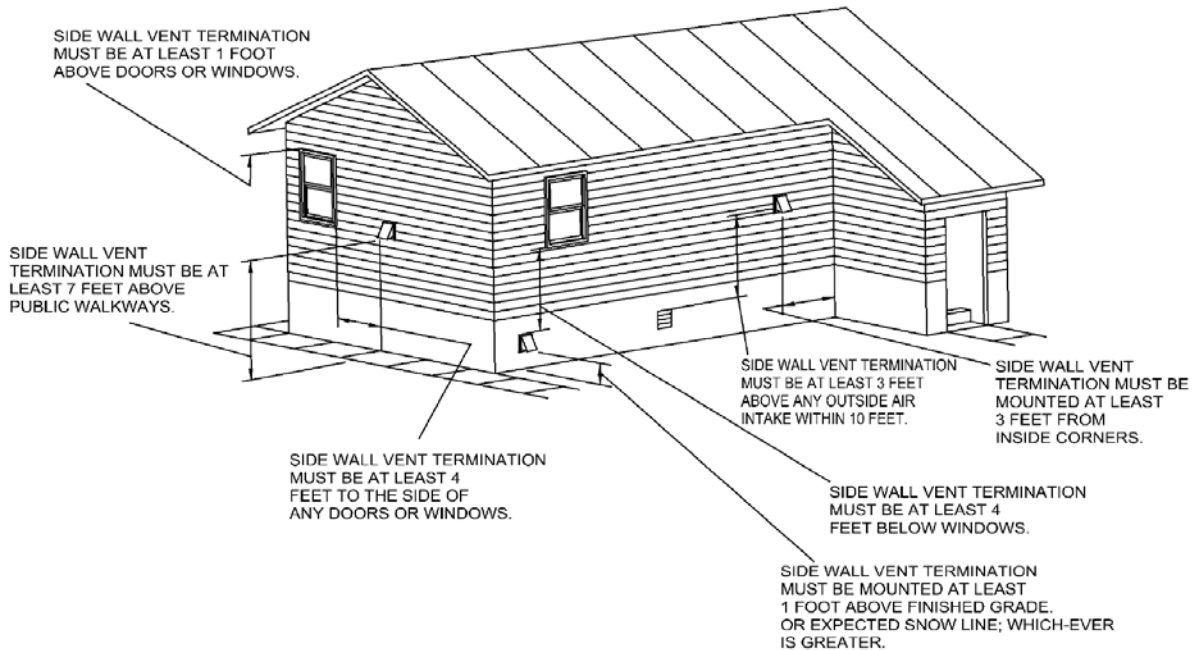 SIDE WALL VENT TERMINATION
MUST BE AT LEAST 1 FOOT
ABOVE DOORS OR WINDOWS.
SIDE WALL VENT
TERMINATION MUST BE AT
LEAST 7 FEET ABOVE
PUBLIC WALKWAYS.
SIDE WALL VENT TERMINATION
MUST BE AT LEAST 3 FEET
ABOVE ANY OUTSIDE AIR
INTAKE WITHIN 10 FEET.
SIDE WALL VENT
TERMINATION MUST BE
MOUNTED AT LEAST
3 FEET FROM
INSIDE CORNERS.
SIDE WALL VENT TERMINATION
MUST BE AT LEAST 4
FEET TO THE SIDE OF
ANY DOORS OR WINDOWS.
SIDE WALL VENT TERMINATION
MUST BE AT LEAST 4
FEET BELOW WINDOWS.
SIDE WALL VENT TERMINATION
MUST BE MOUNTED AT LEAST
1 FOOT ABOVE FINISHED GRADE.
OR EXPECTED SNOW LINE; WHICH-EVER
IS GREATER.